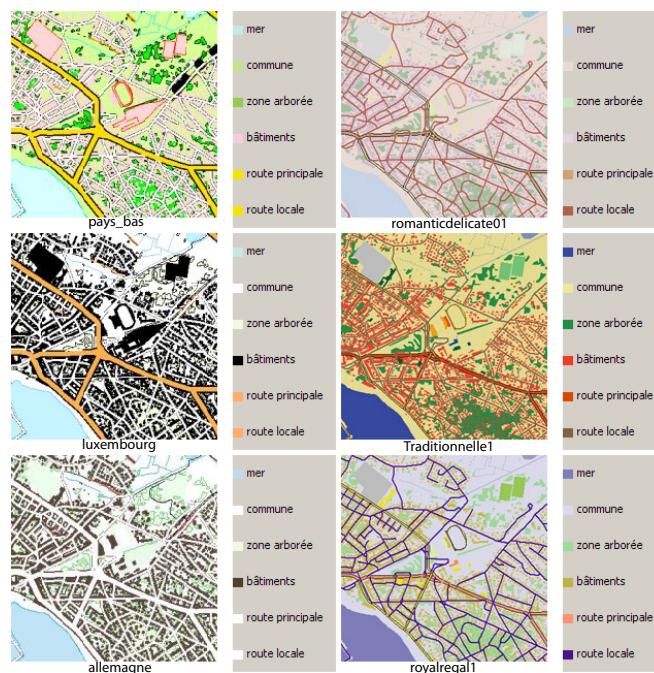 mer
commune
zone arborée
bâtiments
route principale
route locale
pays_bas
mer
commune
zone arborée
bâtiments
route principale
route locale
romanticdelicate01
mer
commune
zone arborée
bâtiments
route principale
route locale
luxembourg
mer
commune
zone arborée
bâtiments
route principale
route locale
Traditionnelle1
mer
commune
zone arborée
bâtiments
route principale
route locale
allemagne
mer
commune
zone arborée
bâtiments
route principale
route locale
royalregal1